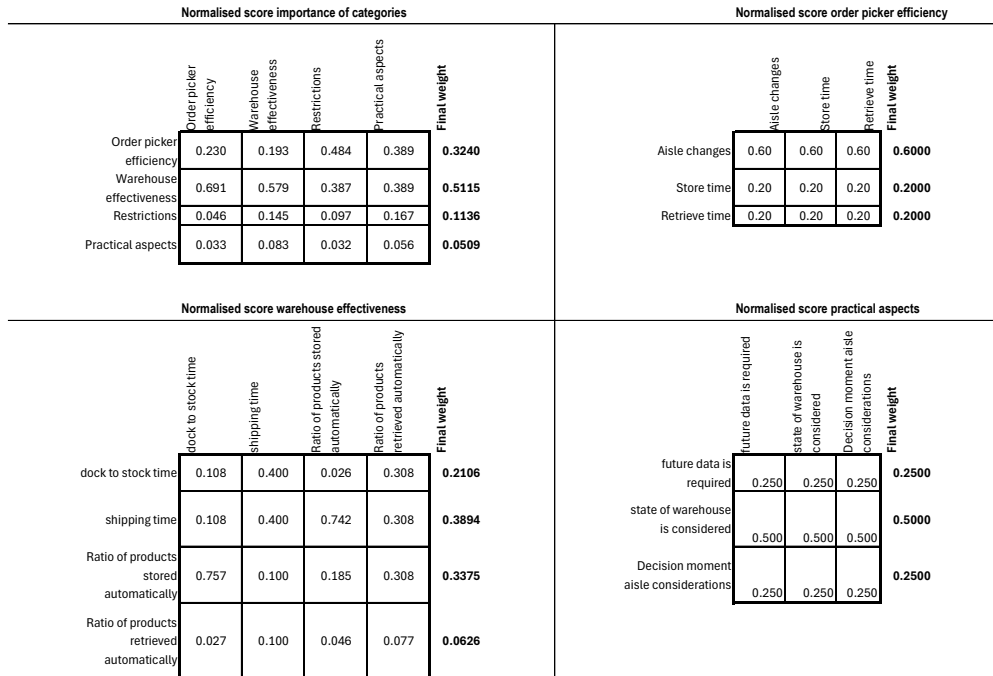 Normalised score importance of categories
Order picker
efficiency
Warehouse
effectiveness
Restrictions
Practical aspects
Final weight
Order picker
efficiency
0.230 0.193 0.484 0.389 0.3240
Warehouse
effectiveness
0.691 0.579 0.387 0.389 0.5115
Restrictions 0.046 0.145 0.097 0.167 0.1136
Practical aspects 0.033 0.083 0.032 0.056 0.0509
Normalised score order picker efficiency
Aisle changes
Store time
Retrieve time
Final weight
Aisle changes 0.60 0.60 0.60 0.6000
Store time 0.20 0.20 0.20 0.2000
Retrieve time 0.20 0.20 0.20 0.2000
Normalised score warehouse effectiveness
dock to stock time
shipping time
Ratio of products stored
automatically
Ratio of products
retrieved automatically
Final weight
dock to stock time 0.108 0.400 0.026 0.308 0.2106
shipping time 0.108 0.400 0.742 0.308 0.3894
Ratio of products
stored
automatically
0.757 0.100 0.185 0.308 0.3375
Ratio of products
retrieved
automatically
0.027 0.100 0.046 0.077 0.0626
Normalised score practical aspects
future data is required
state of warehouse is
considered
Decision moment aisle
considerations
Final weight
future data is
required
0.250 0.250 0.250 0.2500
state of warehouse
is considered
0.500 0.500 0.500 0.5000
Decision moment
aisle considerations
0.250 0.250 0.250 0.2500